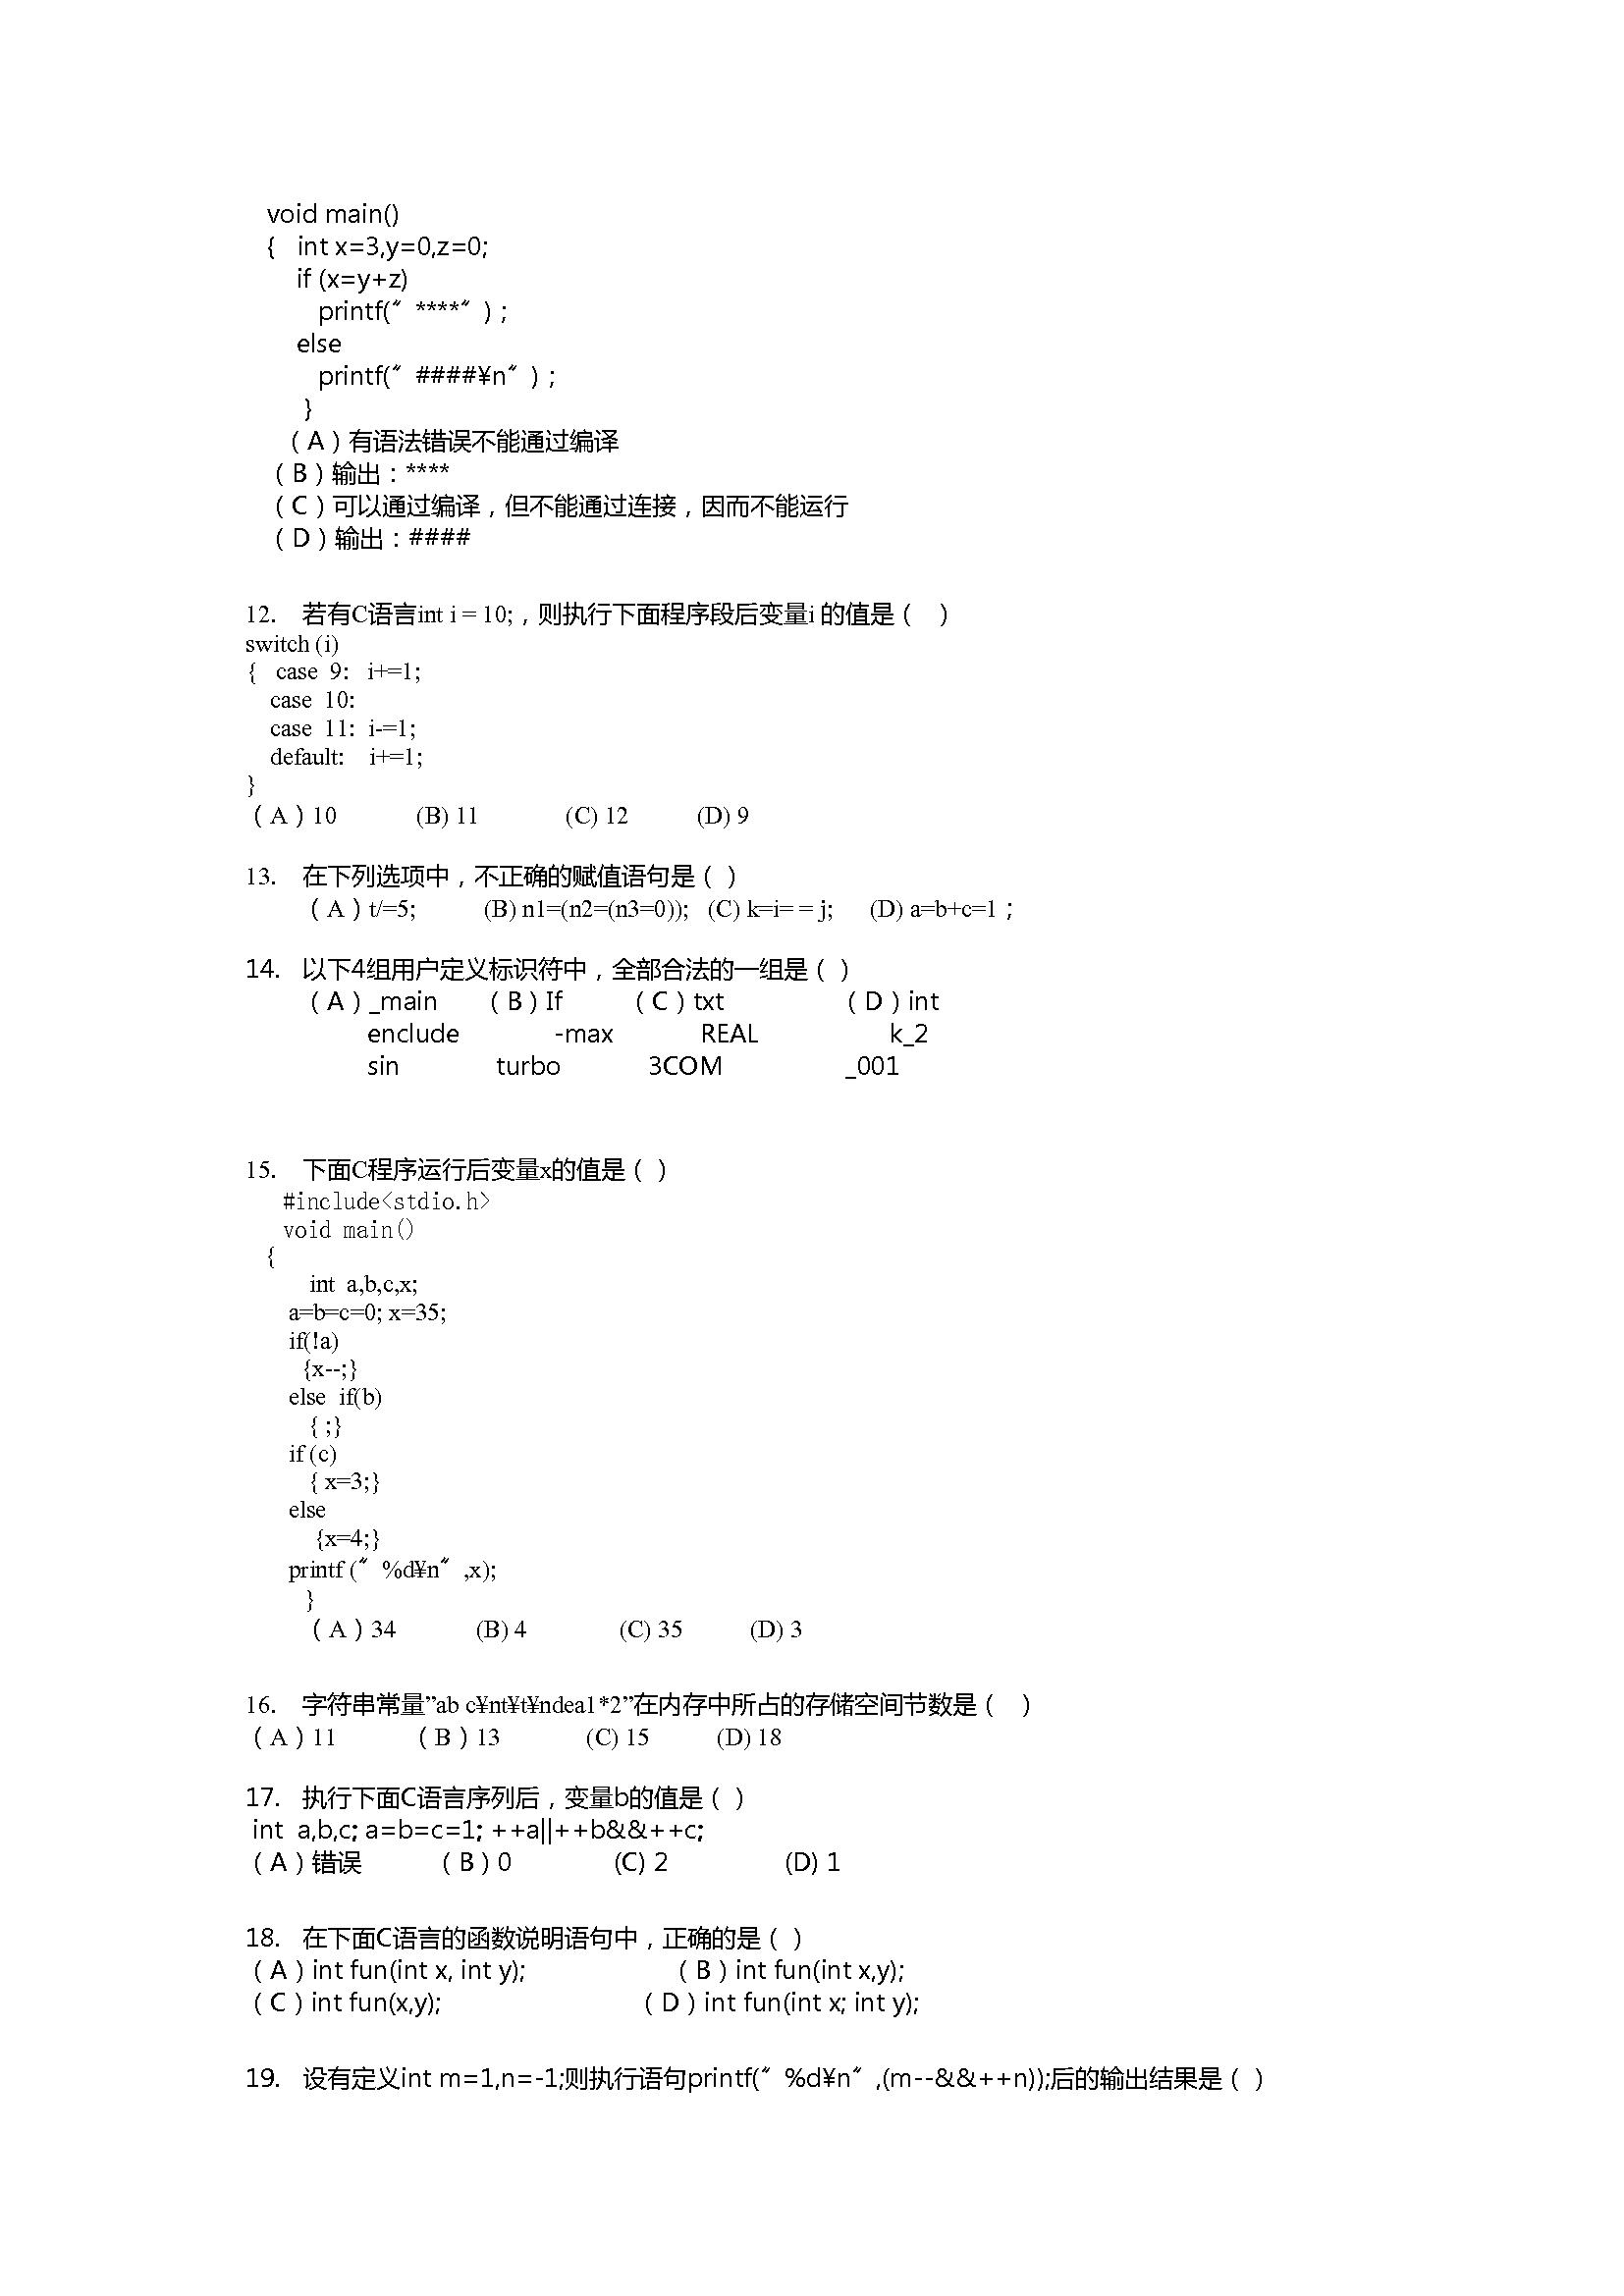 void main()
{   int x=3,y=0,z=0;
if (x=y+z)
printf(〞****〞) ;
else
printf(〞####¥n〞) ;
}
（A）有语法错误不能通过编译
（B）输出：****
（C）可以通过编译，但不能通过连接，因而不能运行
（D）输出：####
12. 若有C语言int i = 10;，则执行下面程序段后变量i 的值是（   ）
switch (i)
{   case  9:   i+=1;
case  10:
case  11:  i-=1;
default:    i+=1;
}
（A）10 (B) 11 (C) 12 (D) 9
13. 在下列选项中，不正确的赋值语句是（ ）
（A）t/=5; (B) n1=(n2=(n3=0)); (C) k=i= = j; (D) a=b+c=1；
14. 以下4组用户定义标识符中，全部合法的一组是（ ）
（A）_main （B）If （C）txt （D）int
enclude -max REAL k_2
sin turbo 3COM _001
15. 下面C程序运行后变量x的值是（ ）
#include<stdio.h>
void main()
{
int  a,b,c,x;
a=b=c=0; x=35;
if(!a)
{x--;}
else  if(b)
{ ;}
if (c)
{ x=3;}
else
{x=4;}
printf (〞%d¥n〞,x);
}
（A）34 (B) 4 (C) 35 (D) 3
16. 字符串常量”ab c¥nt¥t¥ndea1*2”在内存中所占的存储空间节数是（   ）
（A）11 （B）13 (C) 15 (D) 18
17. 执行下面C语言序列后，变量b的值是（ ）
int  a,b,c; a=b=c=1; ++a||++b&&++c;
（A）错误 （B）0 (C) 2 (D) 1
18. 在下面C语言的函数说明语句中，正确的是（ ）
（A）int fun(int x, int y); （B）int fun(int x,y);
（C）int fun(x,y); （D）int fun(int x; int y);
19. 设有定义int m=1,n=-1;则执行语句printf(〞%d¥n〞,(m--&&++n));后的输出结果是（ ）